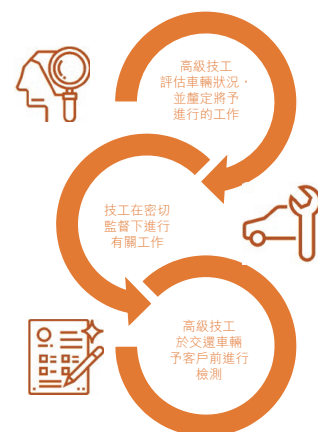 高級技工
評估車輛狀況，
並釐定將予
進行的工作
技工在密切
監督下進行
有關工作
高級技工
於交還車輛
予客戶前進行
檢測